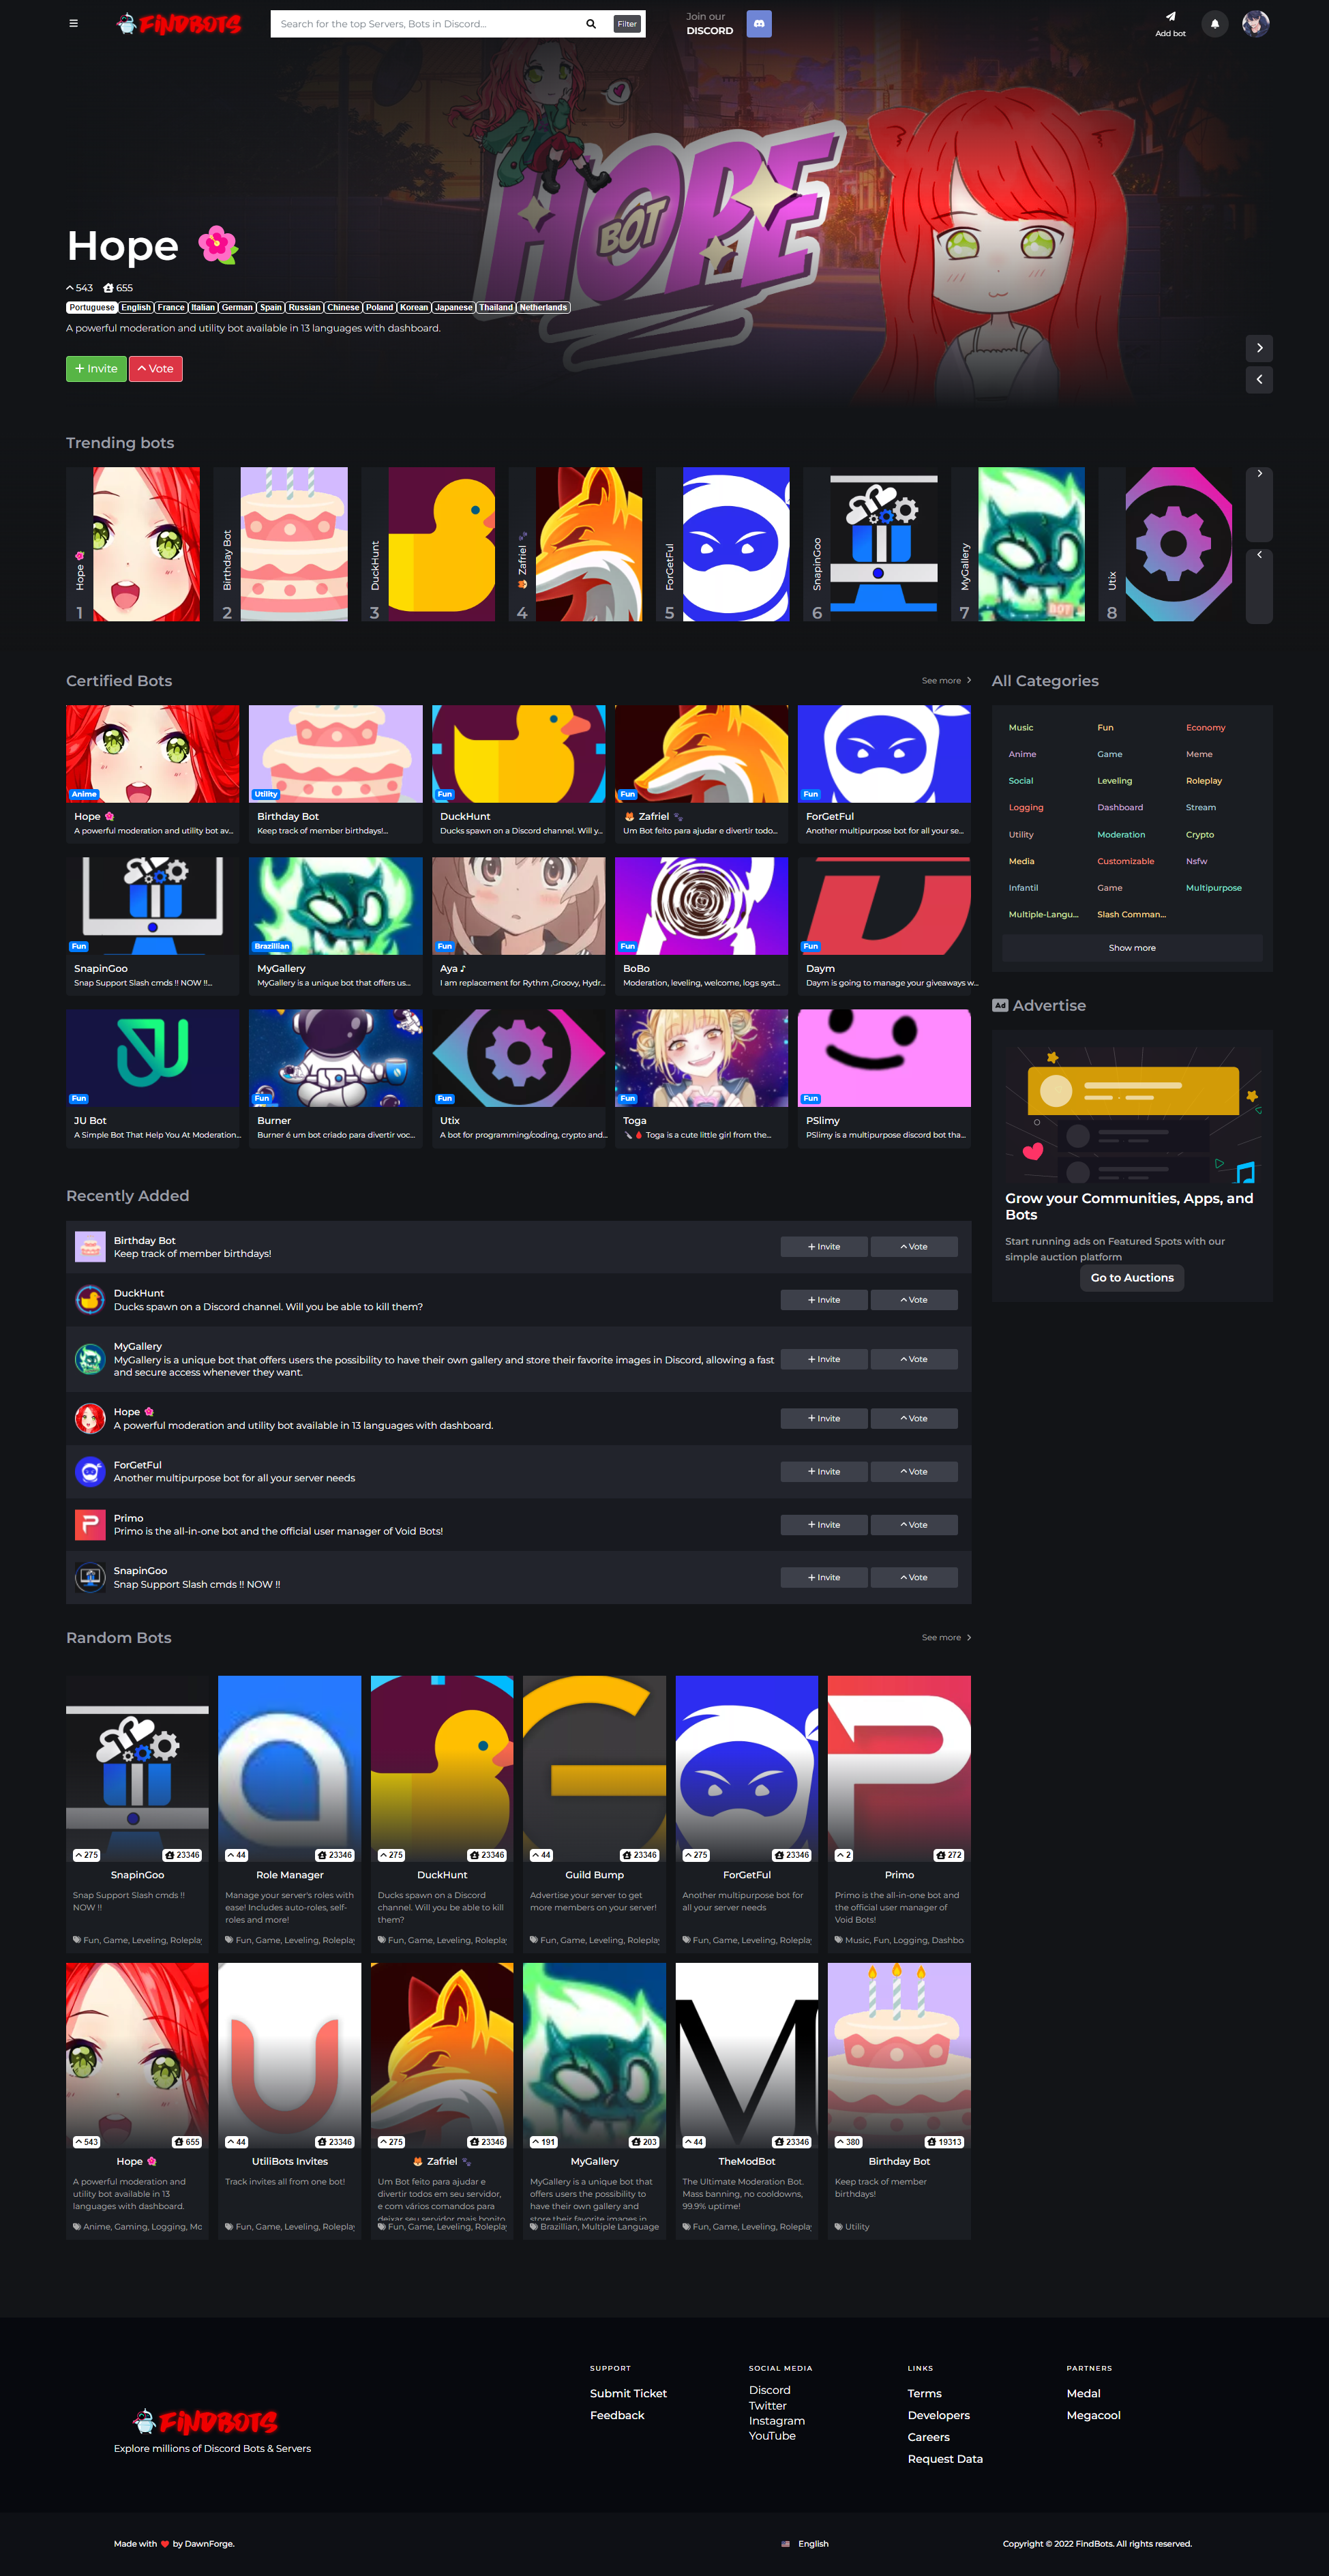 FINDBOTS
Search for the top Servers, Bots in Discord...
Filter
Join our
DISCORD
Add bot
HOPE
BOT
Hope 🌺
543 655
Portuguese English France Italian German Spain Russian Chinese Poland Korean Japanese Thailand Netherlands
A powerful moderation and utility bot available in 13 languages with dashboard.
+ Invite
Vote
Trending bots
Hope 🌺
1
Birthday Bot
2
DuckHunt
3
🦊 Zafriel 🐾
4
ForGetFul
5
SnapinGoo
6
MyGallery
7
BOT
Utix
8
Certified Bots
See more
Anime
Hope 🌺
A powerful moderation and utility bot av...
Utility
Birthday Bot
Keep track of member birthdays!...
Fun
DuckHunt
Ducks spawn on a Discord channel. Will y...
Fun
🦊 Zafriel 🐾
Um Bot feito para ajudar e divertir todo...
Fun
ForGetFul
Another multipurpose bot for all your se...
Fun
SnapinGoo
Snap Support Slash cmds !! NOW !!...
Brazillian
MyGallery
MyGallery is a unique bot that offers us...
Fun
Aya ♪
I am replacement for Rythm ,Groovy, Hydr...
Fun
BoBo
Moderation, leveling, welcome, logs syst...
Fun
Daym
Daym is going to manage your giveaways w...
Fun
JU Bot
A Simple Bot That Help You At Moderation...
Fun
Burner
Burner é um bot criado para divertir voc...
Fun
Utix
A bot for programming/coding, crypto and...
Fun
Toga
🔪🩸 Toga is a cute little girl from the...
Fun
PSlimy
PSlimy is a multipurpose discord bot tha...
All Categories
Music Fun Economy
Anime Game Meme
Social Leveling Roleplay
Logging Dashboard Stream
Utility Moderation Crypto
Media Customizable Nsfw
Infantil Game Multipurpose
Multiple-Langu... Slash Comman...
Show more
Ad Advertise
Grow your Communities, Apps, and
Bots
Start running ads on Featured Spots with our
simple auction platform
Go to Auctions
Recently Added
Birthday Bot
Keep track of member birthdays!
+ Invite Vote
DuckHunt
Ducks spawn on a Discord channel. Will you be able to kill them?
+ Invite Vote
MyGallery
MyGallery is a unique bot that offers users the possibility to have their own gallery and store their favorite images in Discord, allowing a fast
and secure access whenever they want.
+ Invite Vote
Hope 🌺
A powerful moderation and utility bot available in 13 languages with dashboard.
+ Invite Vote
ForGetFul
Another multipurpose bot for all your server needs
+ Invite Vote
Primo
Primo is the all-in-one bot and the official user manager of Void Bots!
+ Invite Vote
SnapinGoo
Snap Support Slash cmds !! NOW !!
+ Invite Vote
Random Bots
See more
275 23346
SnapinGoo
Snap Support Slash cmds !!
NOW !!
Fun, Game, Leveling, Roleplay
44 23346
Role Manager
Manage your server's roles with
ease! Includes auto-roles, self-
roles and more!
Fun, Game, Leveling, Roleplay
275 23346
DuckHunt
Ducks spawn on a Discord
channel. Will you be able to kill
them?
Fun, Game, Leveling, Roleplay
44 23346
Guild Bump
Advertise your server to get
more members on your server!
Fun, Game, Leveling, Roleplay
275 23346
ForGetFul
Another multipurpose bot for
all your server needs
Fun, Game, Leveling, Roleplay
2 272
Primo
Primo is the all-in-one bot and
the official user manager of
Void Bots!
Music, Fun, Logging, Dashbo
543 655
Hope 🌺
A powerful moderation and
utility bot available in 13
languages with dashboard.
Anime, Gaming, Logging, Mo
44 23346
UtiliBots Invites
Track invites all from one bot!
Fun, Game, Leveling, Roleplay
275 23346
🦊 Zafriel 🐾
Um Bot feito para ajudar e
divertir todos em seu servidor,
e com vários comandos para
deixar seu servidor mais bonito
Fun, Game, Leveling, Roleplay
191 203
MyGallery
MyGallery is a unique bot that
offers users the possibility to
have their own gallery and
store their favorite images in
Brazillian, Multiple Language
44 23346
TheModBot
The Ultimate Moderation Bot.
Mass banning, no cooldowns,
99.9% uptime!
Fun, Game, Leveling, Roleplay
380 19313
Birthday Bot
Keep track of member
birthdays!
Utility
FINDBOTS
Explore millions of Discord Bots & Servers
SUPPORT
Submit Ticket
Feedback
SOCIAL MEDIA
Discord
Twitter
Instagram
YouTube
LINKS
Terms
Developers
Careers
Request Data
PARTNERS
Medal
Megacool
Made with ❤ by DawnForge.
English
Copyright © 2022 FindBots. All rights reserved.